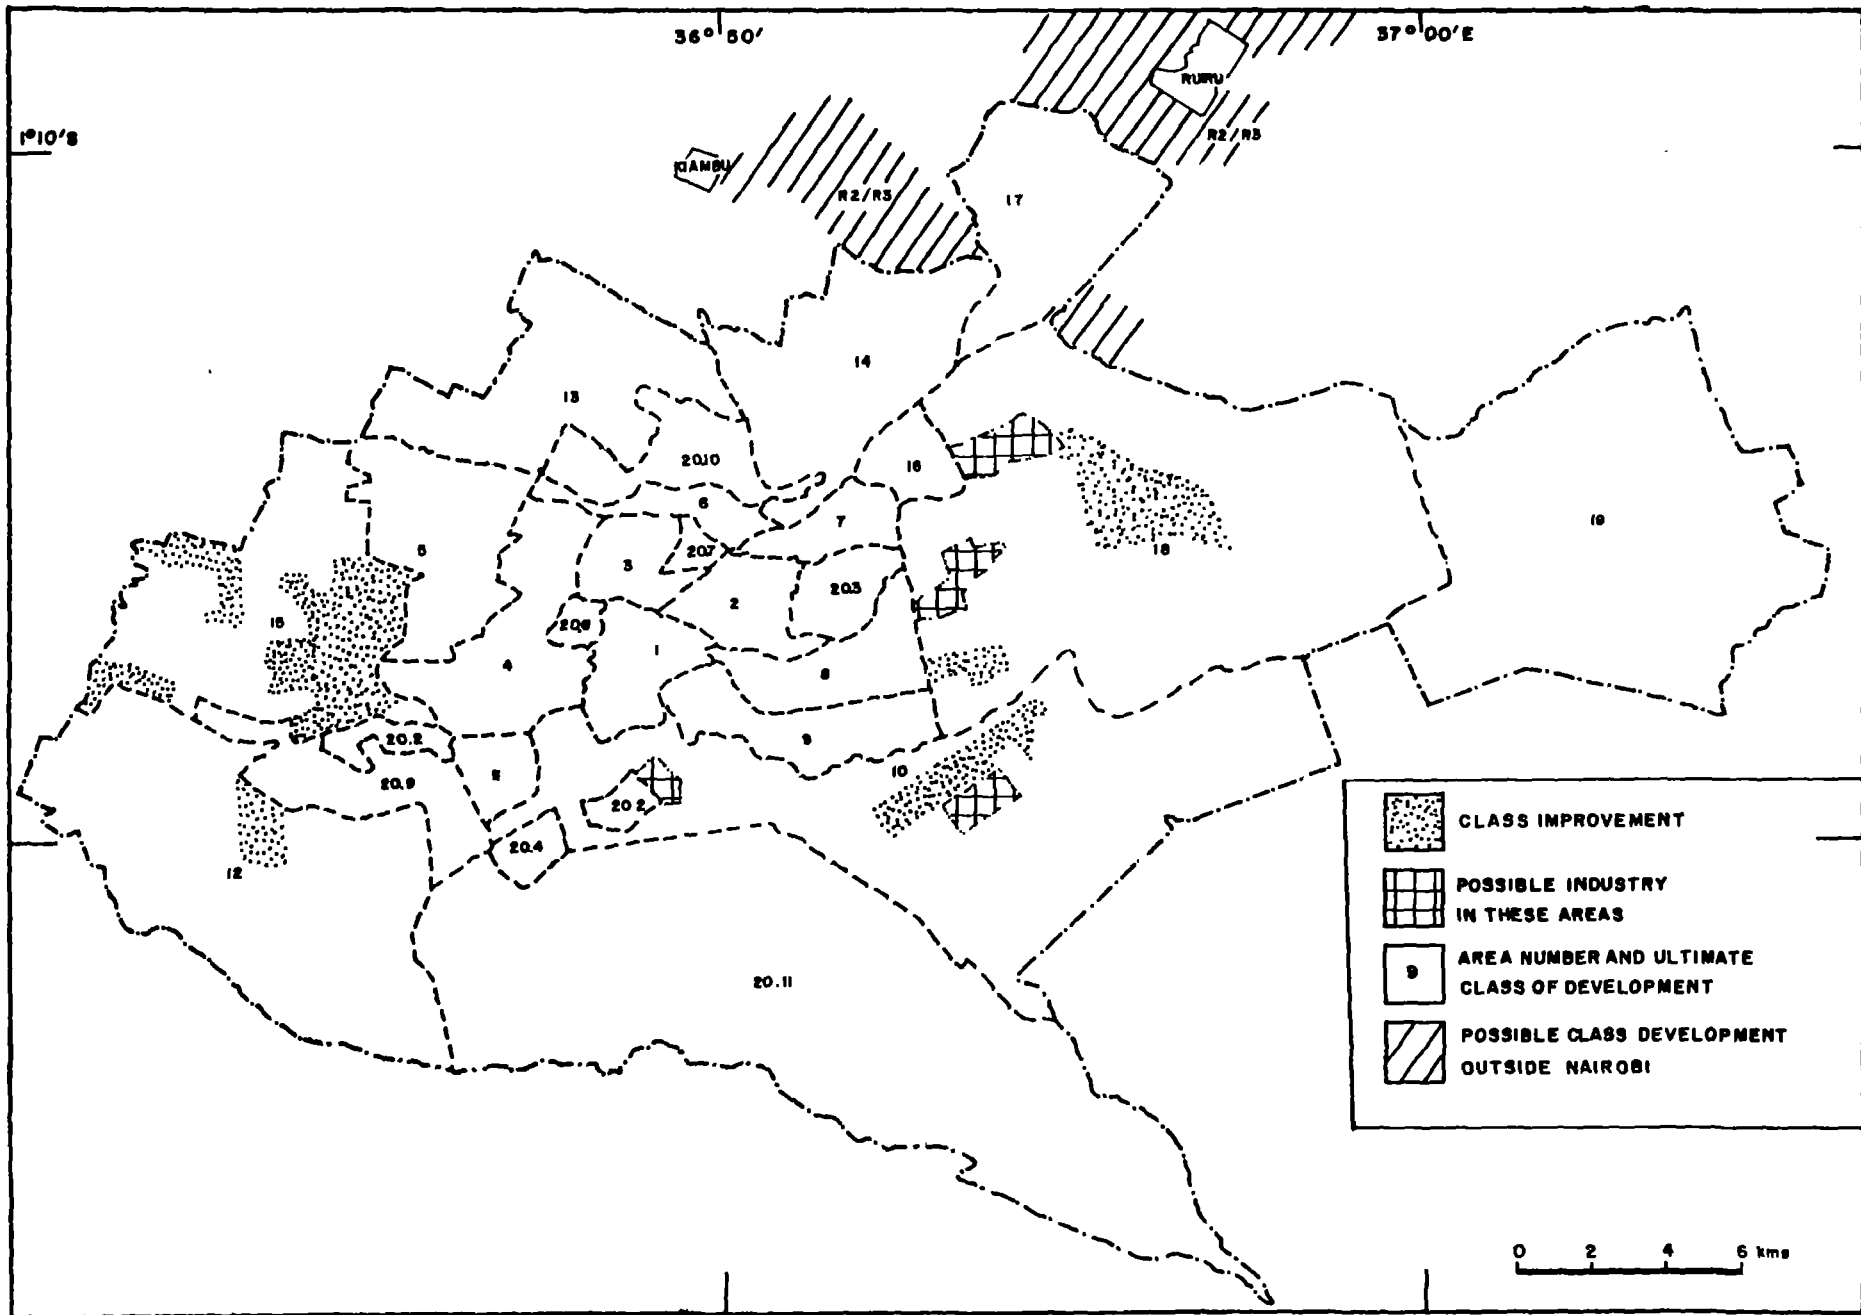 36° 50'
37° 00'E
RUIRU
1° 10'S
R2/R3
KIAMBU
R2/R3
17
14
13
20.10
16
6
7
19
5
3
20.7
18
2
20.3
15
20.6
1
4
8
20.2
9
10
20.9
20.2
20.4
12
20.11
CLASS IMPROVEMENT
POSSIBLE INDUSTRY
IN THESE AREAS
9
AREA NUMBER AND ULTIMATE
CLASS OF DEVELOPMENT
POSSIBLE CLASS DEVELOPMENT
OUTSIDE NAIROBI
0 2 4 6 kms